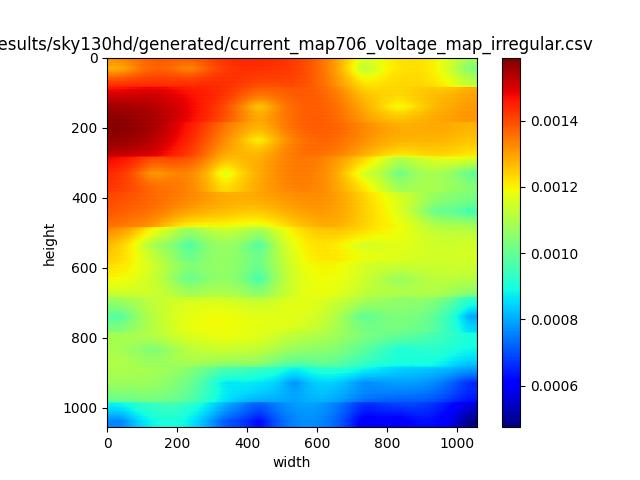 esults/sky130hd/generated/current_map706_voltage_map_irregular.csv
0
200
400
600
800
1000
height
0 200 400 600 800 1000
width
0.0014
0.0012
0.0010
0.0008
0.0006